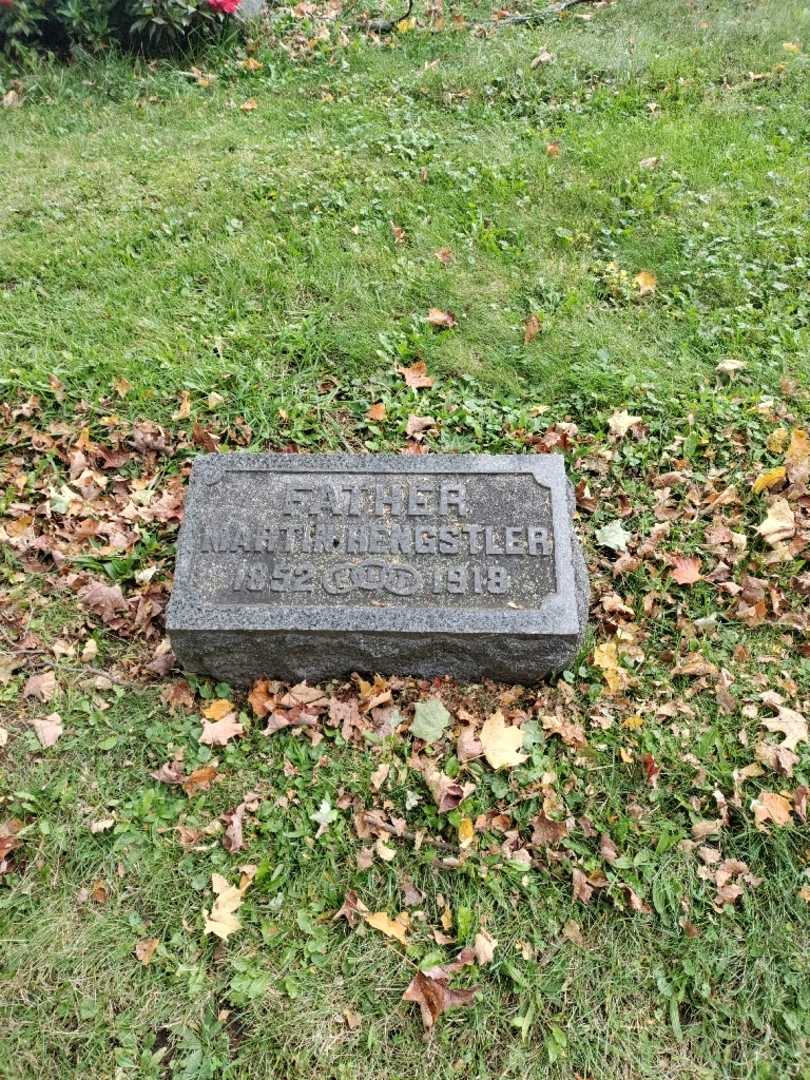 FATHER
MARTIN HENGSTLER
1852 1918